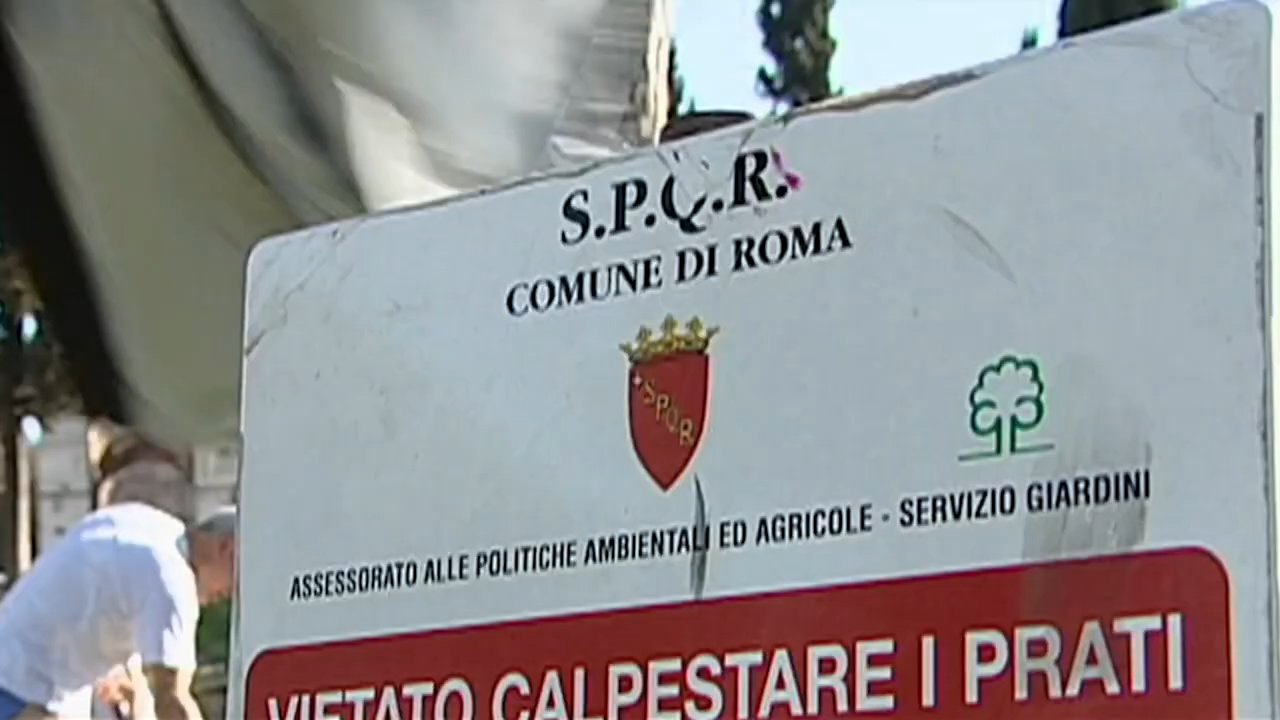 S.P.Q.R.
COMUNE DI ROMA
SPQR
ASSESSORATO ALLE POLITICHE AMBIENTALI ED AGRICOLE - SERVIZIO GIARDINI
VIETATO CALPESTARE I PRATI